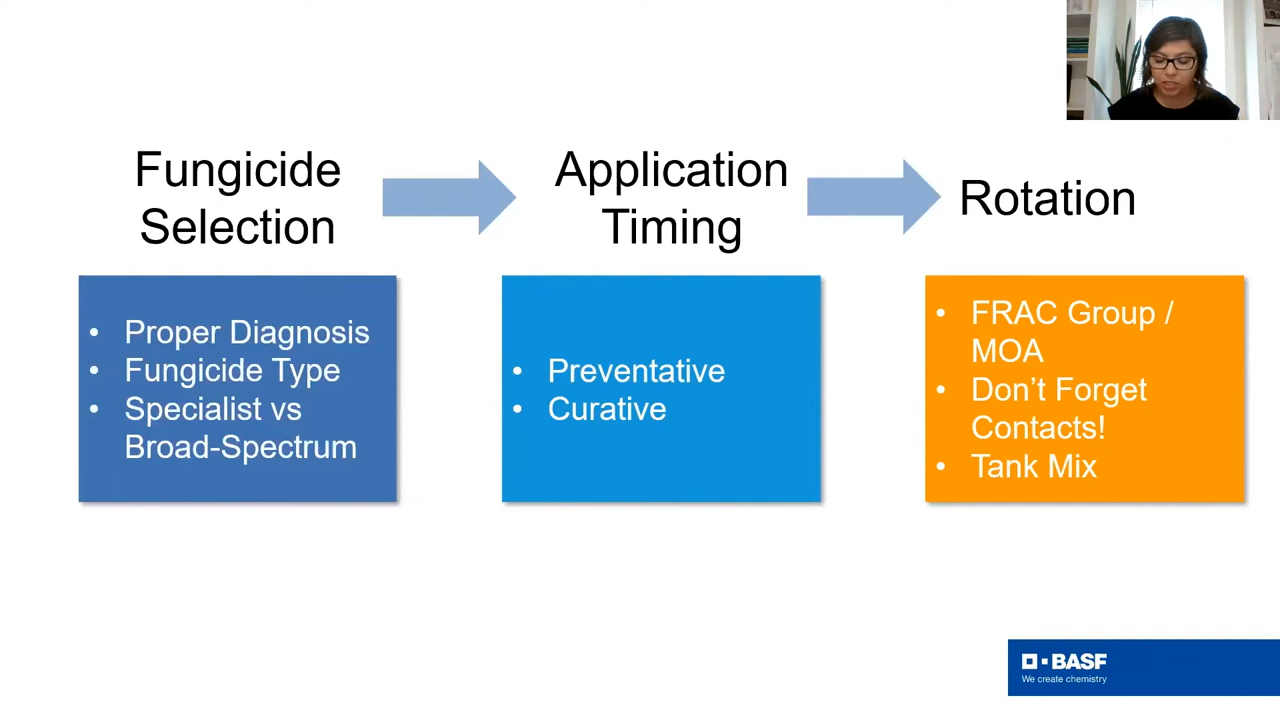 Fungicide
Selection
Application
Timing
Rotation
• Proper Diagnosis
• Fungicide Type
• Specialist vs
Broad-Spectrum
• Preventative
• Curative
• FRAC Group /
MOA
• Don’t Forget
Contacts!
• Tank Mix
BASF
We create chemistry